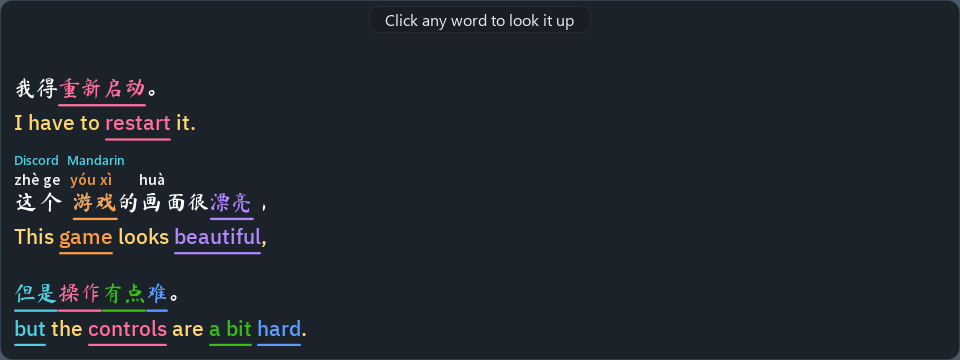 Click any word to look it up
我得重新启动。
I have to restart it.
Discord Mandarin
zhè ge yóu xì huà
这个 游戏的画面很漂亮，
This game looks beautiful,
但是操作有点难。
but the controls are a bit hard.